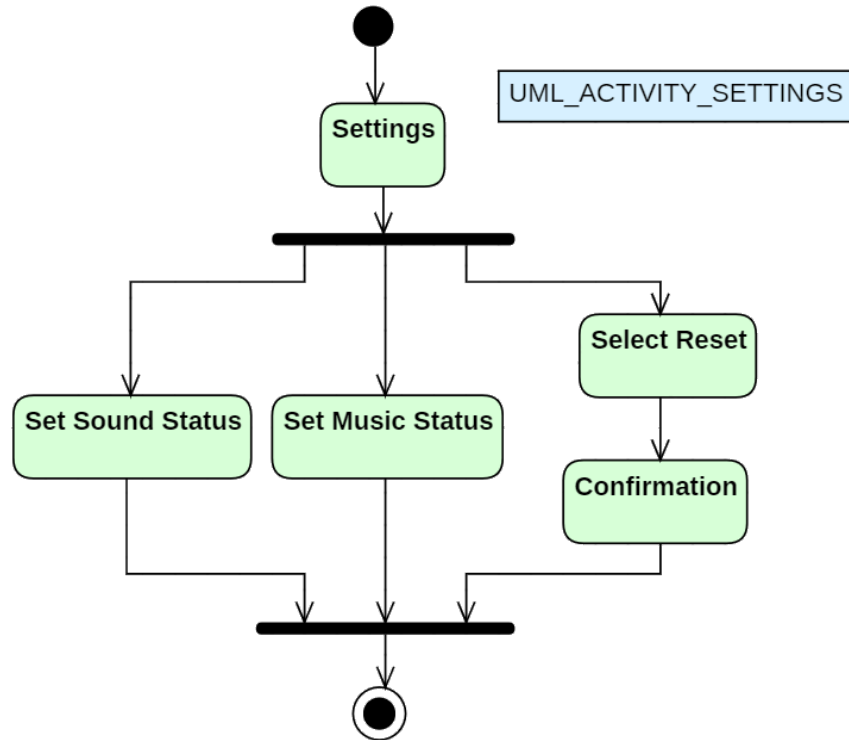 UML_ACTIVITY_SETTINGS
Settings
Select Reset
Set Sound Status
Set Music Status
Confirmation